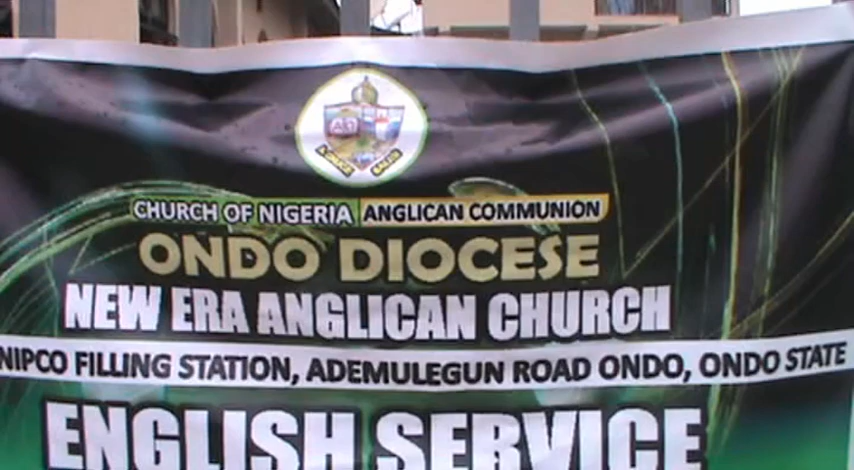 CHURCH OF NIGERIA ANGLICAN COMMUNION
ONDO DIOCESE
NEW ERA ANGLICAN CHURCH
NIPCO FILLING STATION, ADEMULEGUN ROAD ONDO, ONDO STATE
ENGLISH SERVICE